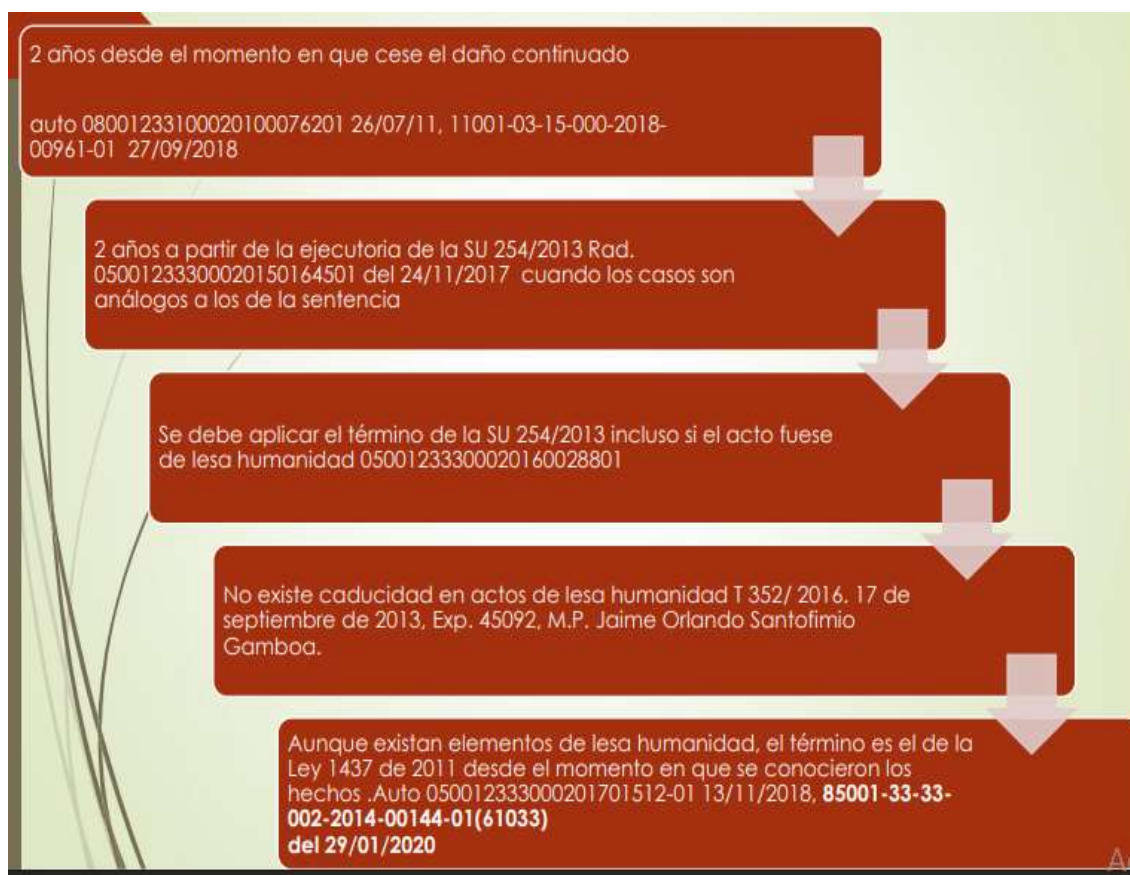 2 años desde el momento en que cese el daño continuado
auto 08001233100020100076201 26/07/11, 11001-03-15-000-2018-
00961-01 27/09/2018
2 años a partir de la ejecutoria de la SU 254/2013 Rad.
05001233300020150164501 del 24/11/2017 cuando los casos son
análogos a los de la sentencia
Se debe aplicar el término de la SU 254/2013 incluso si el acto fuese
de lesa humanidad 05001233300020160028801
No existe caducidad en actos de lesa humanidad T 352/ 2016. 17 de
septiembre de 2013, Exp. 45092, M.P. Jaime Orlando Santofimio
Gamboa.
Aunque existan elementos de lesa humanidad, el término es el de la
Ley 1437 de 2011 desde el momento en que se conocieron los
hechos .Auto 050012333000201701512-01 13/11/2018, 85001-33-33-
002-2014-00144-01(61033)
del 29/01/2020